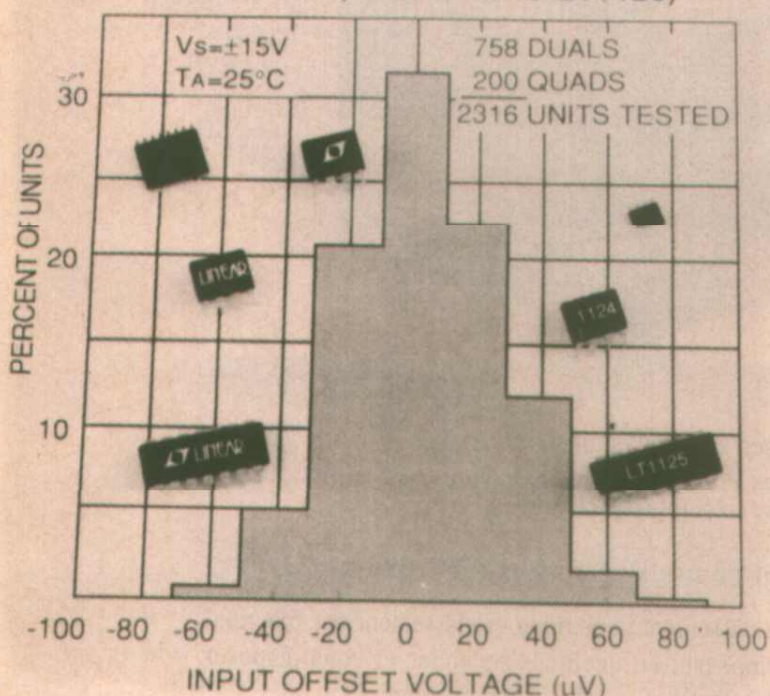 Vs=±15V
TA=25°C
758 DUALS
200 QUADS
2316 UNITS TESTED
30
20
10
PERCENT OF UNITS
LINEAR
1124
LINEAR
LT1125
-100 -80 -60 -40 -20 0 20 40 60 80 100
INPUT OFFSET VOLTAGE (µV)